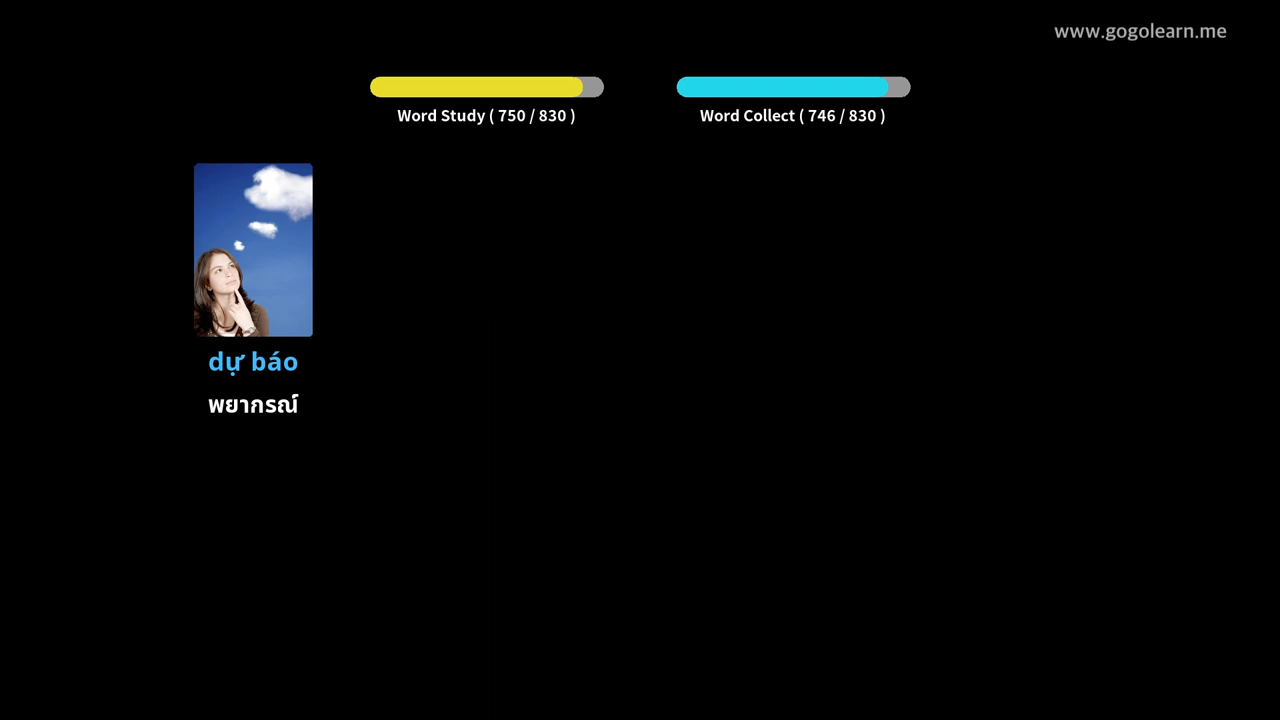 www.gogolearn.me
Word Study ( 750 / 830 )
Word Collect ( 746 / 830 )
dự báo
พยากรณ์